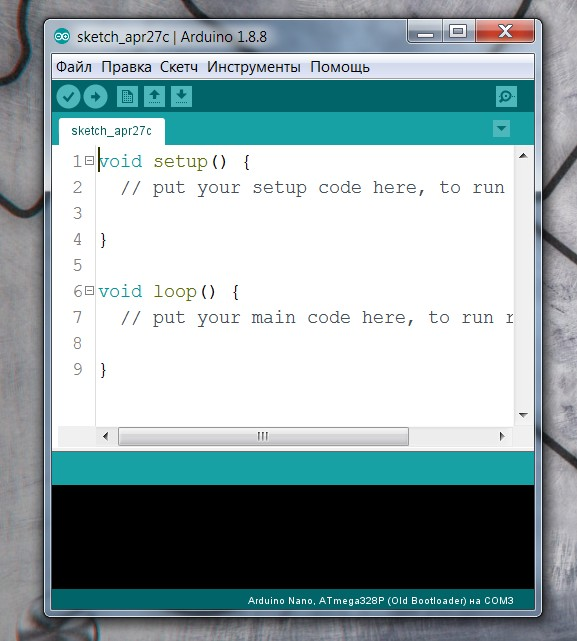 sketch_apr27c | Arduino 1.8.8
Файл Правка Скетч Инструменты Помощь
sketch_apr27c
1 void setup() {
2 // put your setup code here, to run
3
4 }
5
6 void loop() {
7 // put your main code here, to run r
8
9 }
Arduino Nano, ATmega328P (Old Bootloader) на COM3